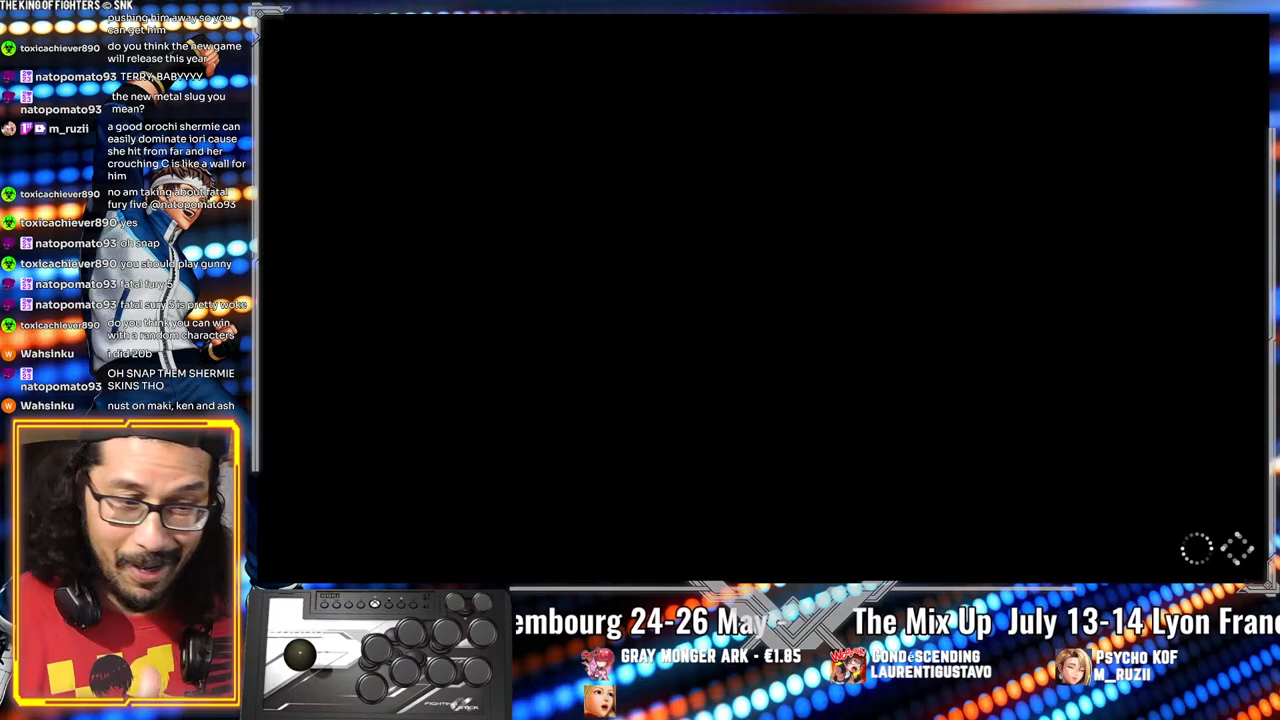 THE KING OF FIGHTERS © SNK
pushing him away so you
can get him
toxicachiever890 do you think the new game
will release this year
natopomato93 TERRY BABYYYY
natopomato93 the new metal slug you
mean?
m_ruzii a good orochi shermie can
easily dominate iori cause
she hit from far and her
crouching C is like a wall for
him
toxicachiever890 no am taking about fatal
fury five @natopomato93
toxicachiever890 yes
natopomato93 oh snap
toxicachiever890 you should play gunny
natopomato93 fatal fury 5
natopomato93 fatal sury 5 is pretty woke
toxicachiever890 do you think you can win
with a random characters
Wahsinku i did 20b
natopomato93 OH SNAP THEM SHERMIE
SKINS THO
Wahsinku nust on maki, ken and ash
FIGHTING STICK
embourg 24-26 May - The Mix Up July 13-14 Lyon Franc
GRAY MONGER ARK - €1.85
CONDéSCENDING
LAURENTIGUSTAVO
PSYCHO KOF
M_RUZII